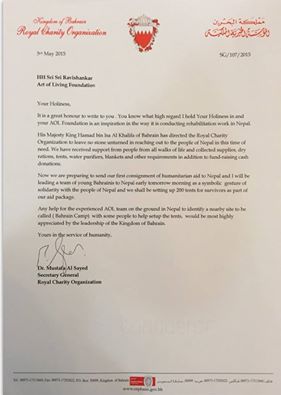 Kingdom of Bahrain
Royal Charity Organization
مملكة البحرين
المؤسسة الخيرية الملكية
3rd May 2015
SG/107/2015
HH Sri Sri Ravishankar
Art of Living Foundation
Your Holiness,
It is a great honour to write to you . You know what high regard I hold Your Holiness in and
your AOL Foundation is an inspiration in the way it is conducting rehabilitation work in Nepal.
His Majesty King Hamad bin Isa Al Khalifa of Bahrain has directed the Royal Charity
Organization to leave no stone unturned in reaching out to the people of Nepal in this time of
need. We have received support from people from all walks of life and collected supplies, dry
rations, tents, water purifiers, blankets and other requirements in addition to fund-raising cash
donations.
Now we are preparing to send our first consignment of humanitarian aid to Nepal and I will be
leading a team of young Bahrainis to Nepal early tomorrow morning as a symbolic gesture of
solidarity with the people of Nepal and we shall be setting up 200 tents for survivors as part of
our aid package.
Any help for the experienced AOL team on the ground in Nepal to identify a nearby site to be
called ( Bahrain Camp) with some people to help setup the tents, would be most highly
appreciated by the leadership of the Kingdom of Bahrain.
Yours in the service of humanity,
Dr. Mustafa Al Sayed
Secretary General
Royal Charity Organization
www.orphans.gov.bh